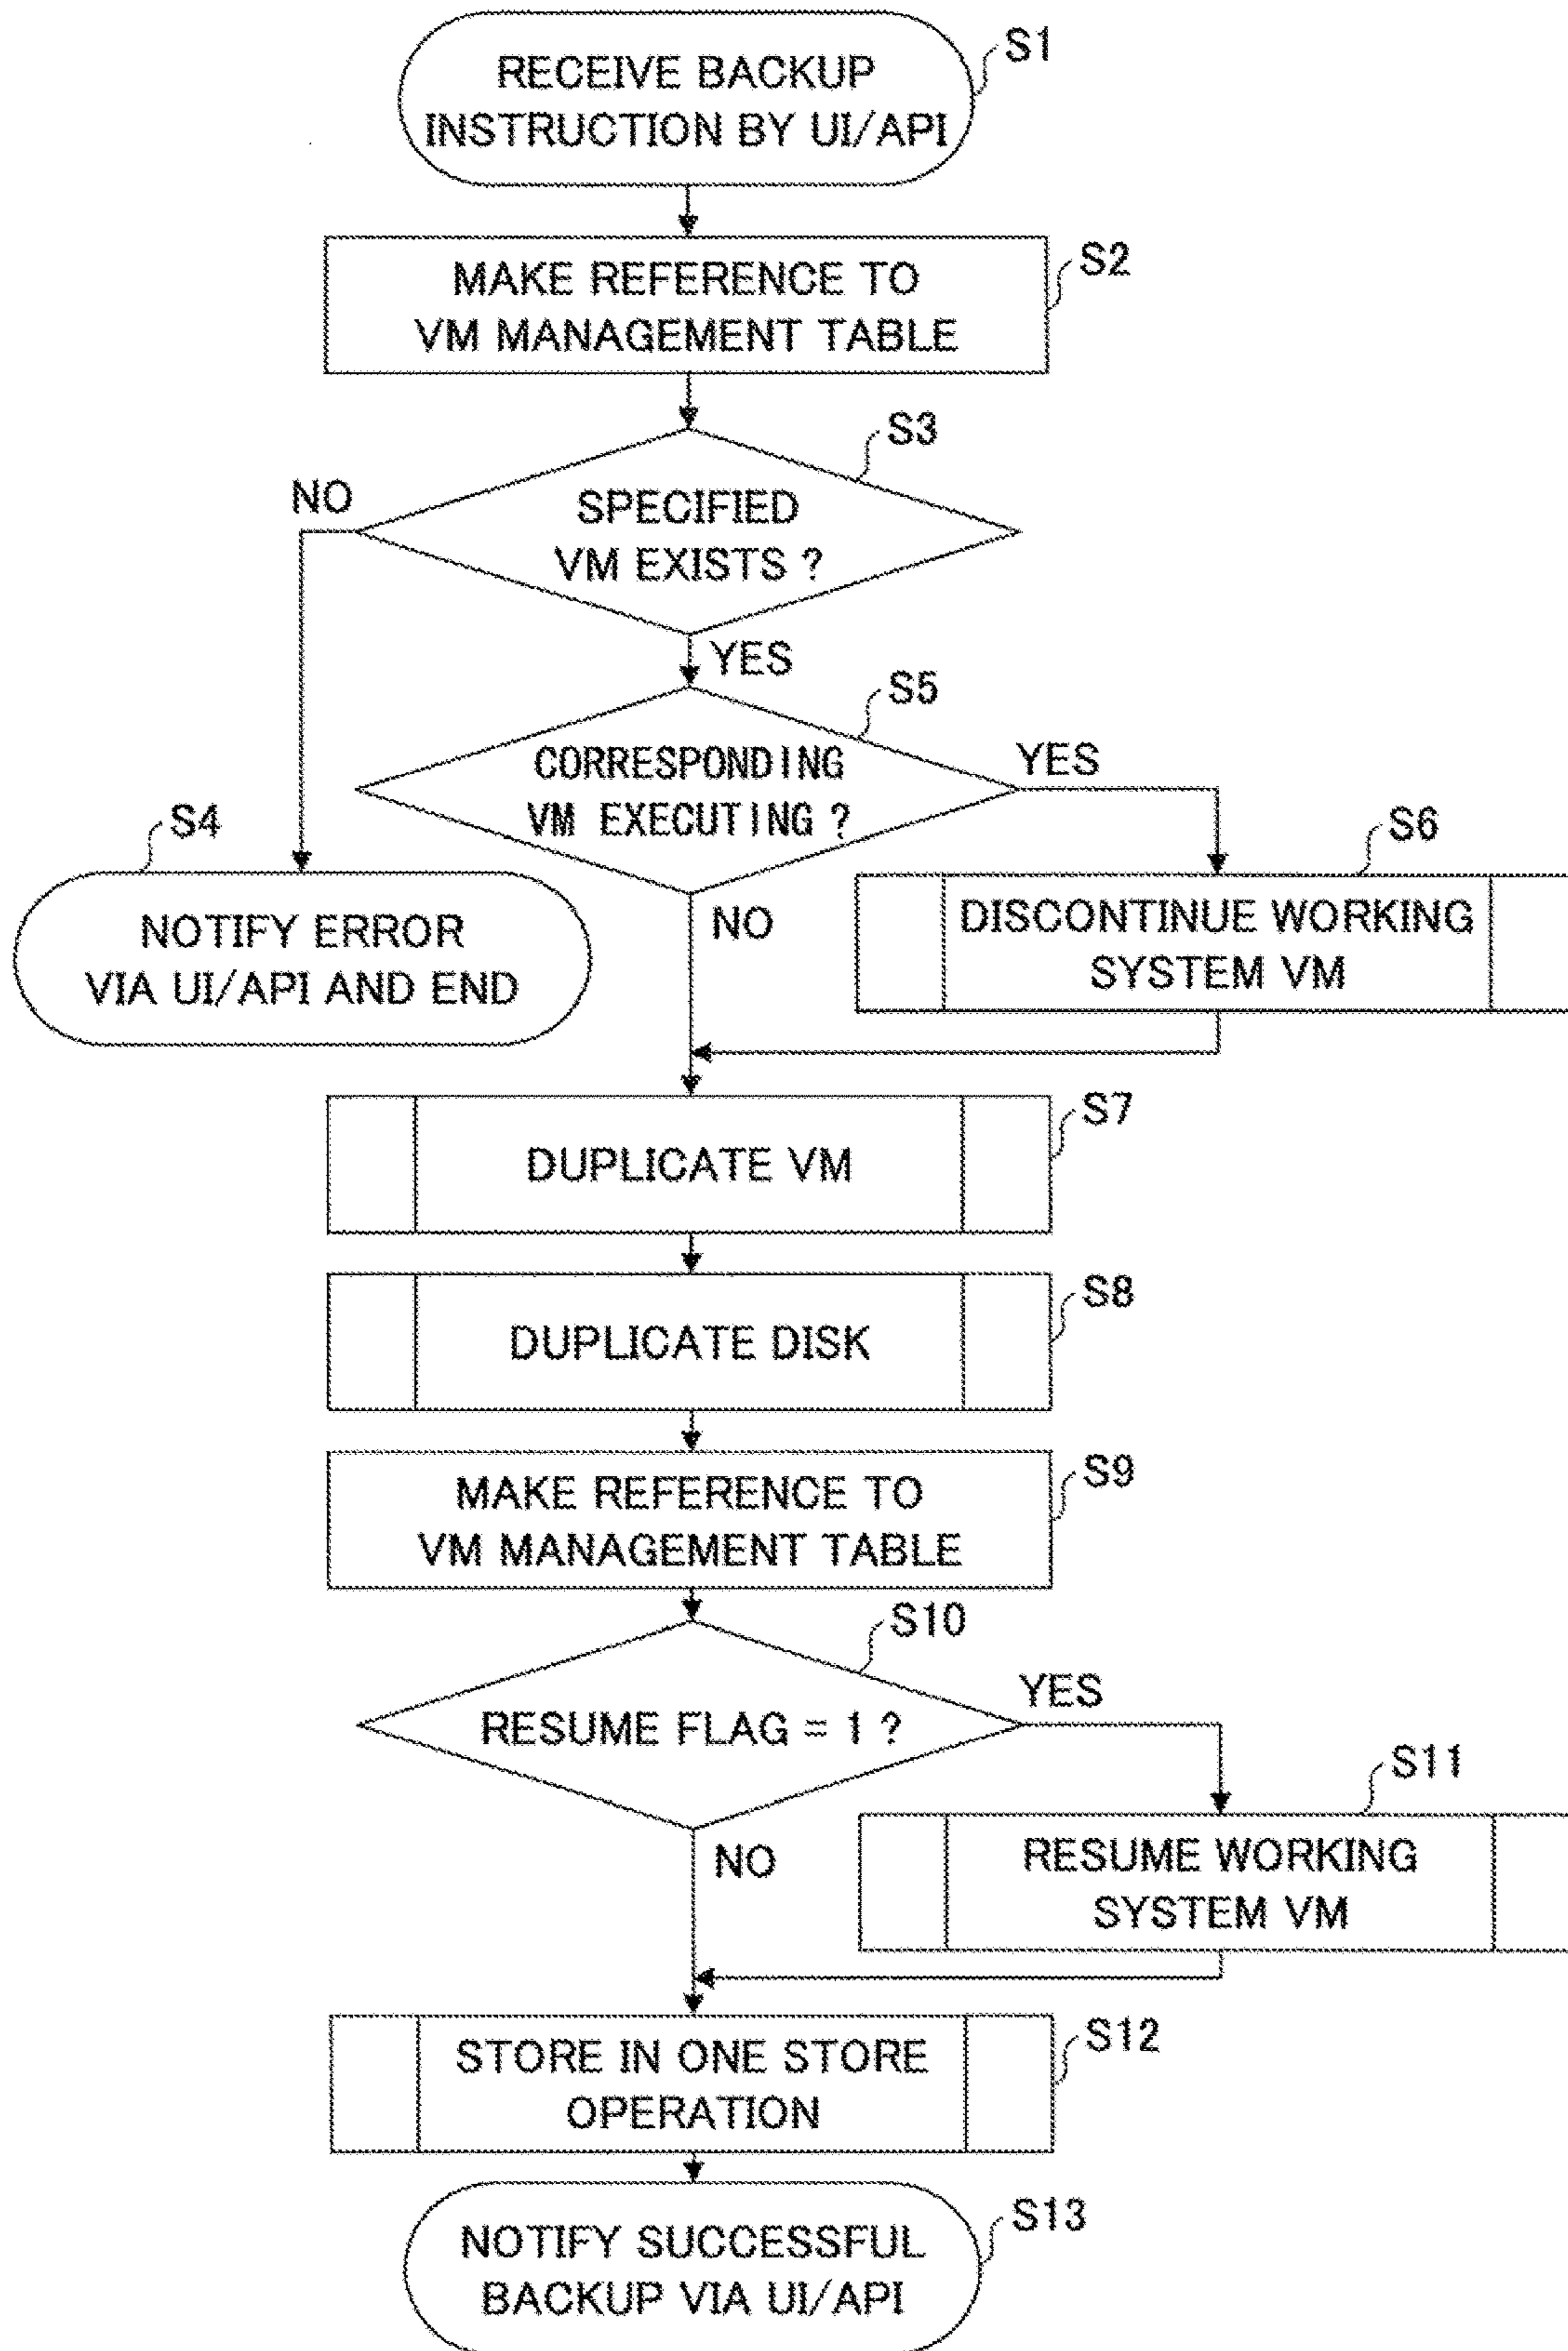 S1
RECEIVE BACKUP
INSTRUCTION BY UI/API
S2
MAKE REFERENCE TO
VM MANAGEMENT TABLE
S3
NO
SPECIFIED
VM EXISTS ?
YES
S5
CORRESPONDING
VM EXECUTING ?
YES
S4
NOTIFY ERROR
VIA UI/API AND END
NO
S6
DISCONTINUE WORKING
SYSTEM VM
S7
DUPLICATE VM
S8
DUPLICATE DISK
S9
MAKE REFERENCE TO
VM MANAGEMENT TABLE
S10
RESUME FLAG = 1 ?
YES
NO
S11
RESUME WORKING
SYSTEM VM
S12
STORE IN ONE STORE
OPERATION
S13
NOTIFY SUCCESSFUL
BACKUP VIA UI/API